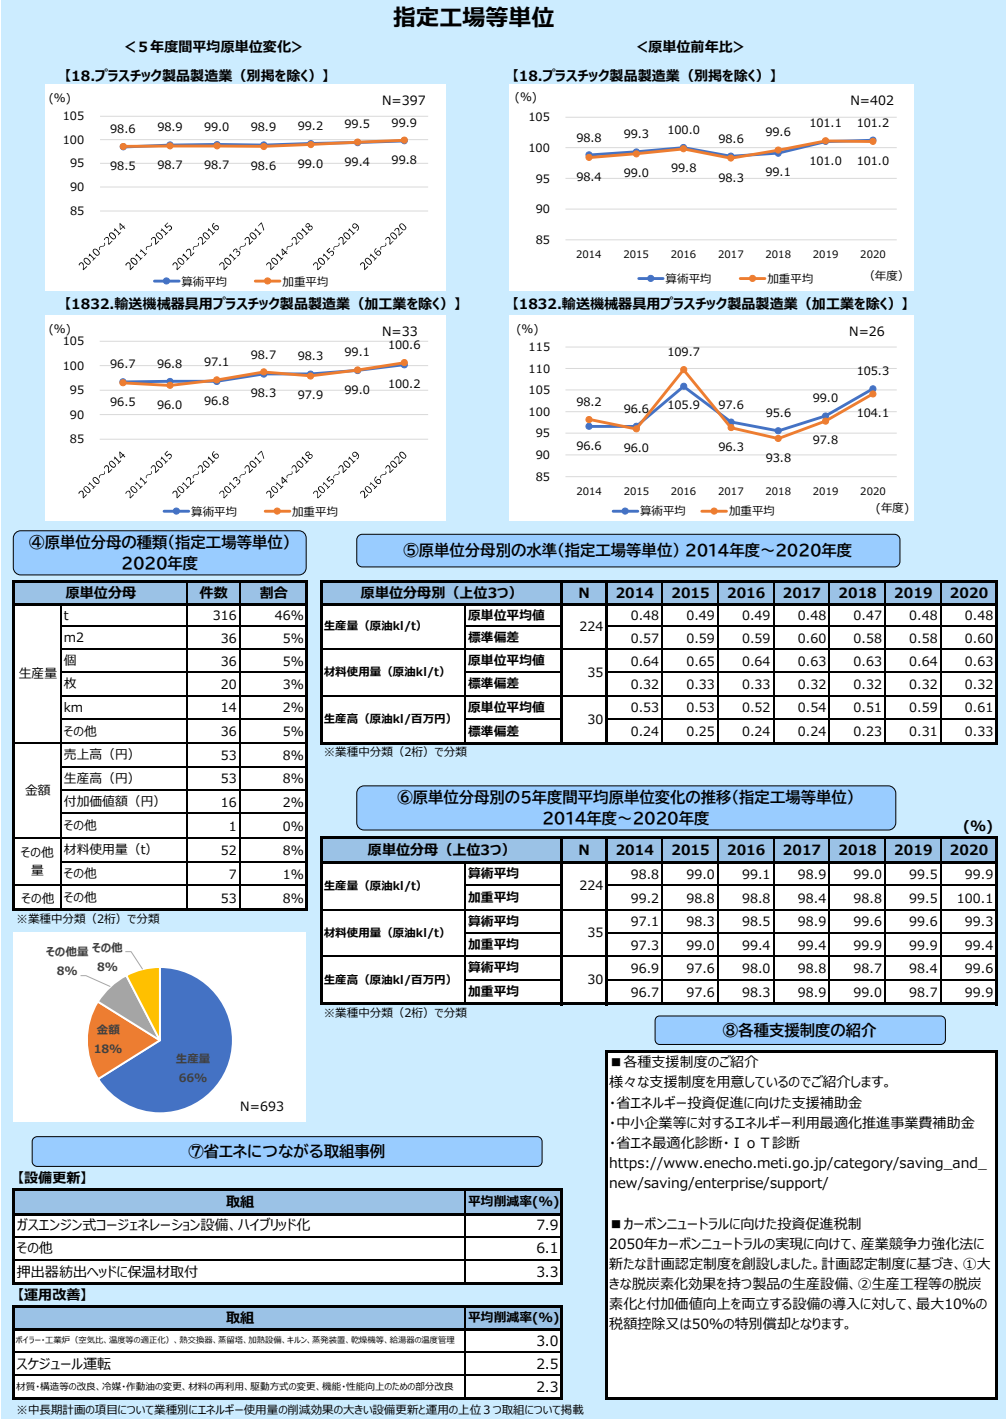 指定工場等単位
＜５年度間平均原単位変化＞
【18.プラスチック製品製造業（別掲を除く）】
(%)
N=397
105
100
95
90
85
98.6 98.9 99.0 98.9 99.2 99.5 99.9
98.5 98.7 98.7 98.6 99.0 99.4 99.8
2010～2014 2011～2015 2012～2016 2013～2017 2014～2018 2015～2019 2016～2020
算術平均 加重平均
＜原単位前年比＞
【18.プラスチック製品製造業（別掲を除く）】
(%)
N=402
105
100
95
90
85
98.8 99.3 100.0 98.6 99.6 101.1 101.2
98.4 99.0 99.8 98.3 99.1 101.0 101.0
2014 2015 2016 2017 2018 2019 2020
算術平均 加重平均 (年度)
【1832.輸送機械器具用プラスチック製品製造業（加工業を除く）】
(%)
N=33
105
100
95
90
85
96.7 96.8 97.1 98.7 98.3 99.1 100.6
96.5 96.0 96.8 98.3 97.9 99.0 100.2
2010～2014 2011～2015 2012～2016 2013～2017 2014～2018 2015～2019 2016～2020
算術平均 加重平均
【1832.輸送機械器具用プラスチック製品製造業（加工業を除く）】
(%)
N=26
115
110
105
100
95
90
85
98.2 96.6 109.7 97.6 95.6 99.0 105.3
96.6 96.0 105.9 96.3 93.8 97.8 104.1
2014 2015 2016 2017 2018 2019 2020
算術平均 加重平均 (年度)
④原単位分母の種類(指定工場等単位)
2020年度
原単位分母 件数 割合
生産量
t 316 46%
m2 36 5%
個 36 5%
枚 20 3%
km 14 2%
その他 36 5%
金額
売上高（円） 53 8%
生産高（円） 53 8%
付加価値額（円） 16 2%
その他 1 0%
その他量
材料使用量（t） 52 8%
その他 7 1%
その他 その他 53 8%
※業種中分類（2桁）で分類
その他量
8%
その他
8%
金額
18%
生産量
66%
N=693
⑤原単位分母別の水準(指定工場等単位) 2014年度～2020年度
原単位分母別（上位3つ） N 2014 2015 2016 2017 2018 2019 2020
生産量（原油kl/t） 224
原単位平均値 0.48 0.49 0.49 0.48 0.47 0.48 0.48
標準偏差 0.57 0.59 0.59 0.60 0.58 0.58 0.60
材料使用量（原油kl/t） 35
原単位平均値 0.64 0.65 0.64 0.63 0.63 0.64 0.63
標準偏差 0.32 0.33 0.33 0.32 0.32 0.32 0.32
生産高（原油kl/百万円） 30
原単位平均値 0.53 0.53 0.52 0.54 0.51 0.59 0.61
標準偏差 0.24 0.25 0.24 0.24 0.23 0.31 0.33
※業種中分類（2桁）で分類
⑥原単位分母別の5年度間平均原単位変化の推移(指定工場等単位)
2014年度～2020年度
(%)
原単位分母（上位3つ） N 2014 2015 2016 2017 2018 2019 2020
生産量（原油kl/t） 224
算術平均 98.8 99.0 99.1 98.9 99.0 99.5 99.9
加重平均 99.2 98.8 98.8 98.4 98.8 99.5 100.1
材料使用量（原油kl/t） 35
算術平均 97.1 98.3 98.5 98.9 99.6 99.6 99.3
加重平均 97.3 99.0 99.4 99.4 99.9 99.9 99.4
生産高（原油kl/百万円） 30
算術平均 96.9 97.6 98.0 98.8 98.7 98.4 99.6
加重平均 96.7 97.6 98.3 98.9 99.0 98.7 99.9
※業種中分類（2桁）で分類
⑦省エネにつながる取組事例
【設備更新】
取組 平均削減率(%)
ガスエンジン式コージェネレーション設備、ハイブリッド化 7.9
その他 6.1
押出器紡出ヘッドに保温材取付 3.3
【運用改善】
取組 平均削減率(%)
ボイラー・工業炉（空気比、温度等の適正化）、熱交換器、蒸留塔、加熱設備、キルン、蒸発装置、乾燥機等、給湯器の温度管理 3.0
スケジュール運転 2.5
材質・構造等の改良、冷媒・作動油の変更、材料の再利用、駆動方式の変更、機能・性能向上のための部分改良 2.3
※中長期計画の項目について業種別にエネルギー使用量の削減効果の大きい設備更新と運用の上位３つ取組について掲載
⑧各種支援制度の紹介
■各種支援制度のご紹介
様々な支援制度を用意しているのでご紹介します。
・省エネルギー投資促進に向けた支援補助金
・中小企業等に対するエネルギー利用最適化推進事業費補助金
・省エネ最適化診断・ＩｏＴ診断
https://www.enecho.meti.go.jp/category/saving_and_
new/saving/enterprise/support/
■カーボンニュートラルに向けた投資促進税制
2050年カーボンニュートラルの実現に向けて、産業競争力強化法に
新たな計画認定制度を創設しました。計画認定制度に基づき、①大
きな脱炭素化効果を持つ製品の生産設備、②生産工程等の脱炭
素化と付加価値向上を両立する設備の導入に対して、最大10%の
税額控除又は50%の特別償却となります。